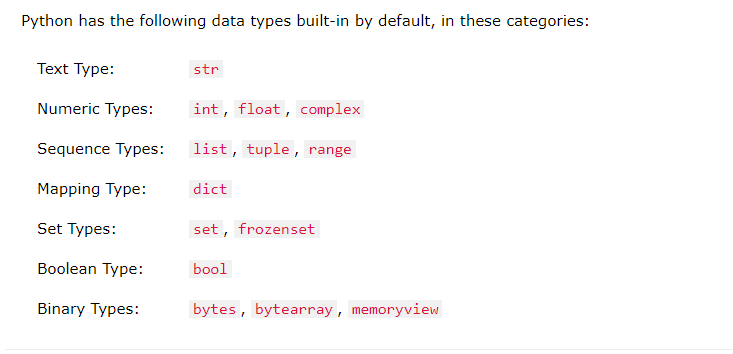 Python has the following data types built-in by default, in these categories:
Text Type: str
Numeric Types: int, float, complex
Sequence Types: list, tuple, range
Mapping Type: dict
Set Types: set, frozenset
Boolean Type: bool
Binary Types: bytes, bytearray, memoryview